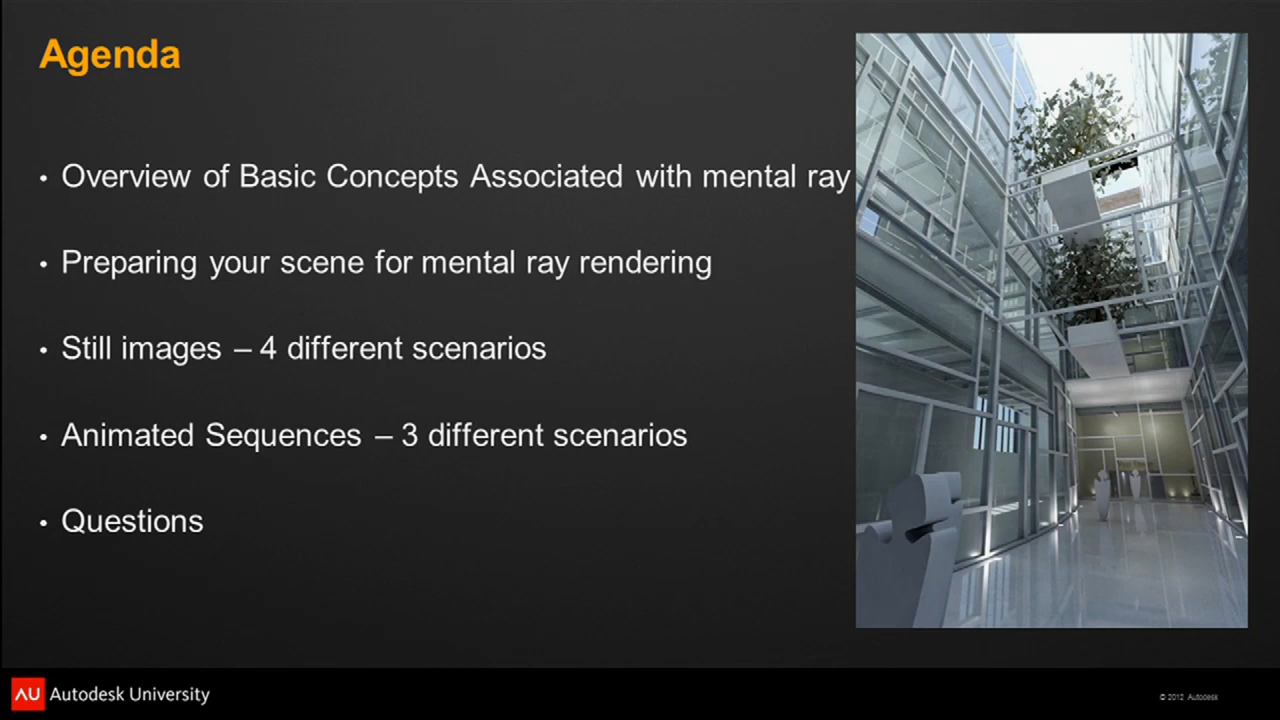 Agenda
• Overview of Basic Concepts Associated with mental ray
• Preparing your scene for mental ray rendering
• Still images – 4 different scenarios
• Animated Sequences – 3 different scenarios
• Questions
AU Autodesk University
© 2012 Autodesk